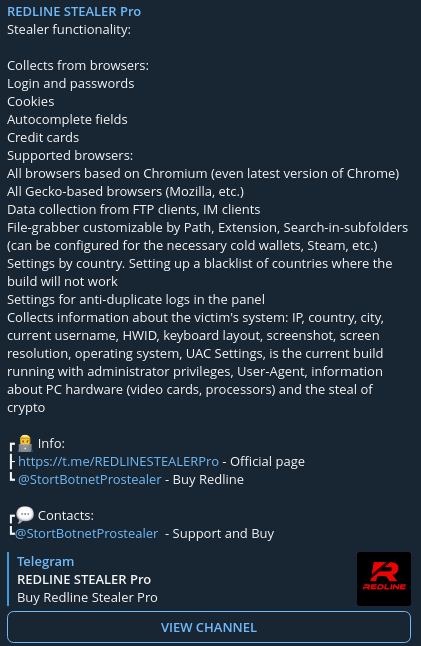 REDLINE STEALER Pro
Stealer functionality:
Collects from browsers:
Login and passwords
Cookies
Autocomplete fields
Credit cards
Supported browsers:
All browsers based on Chromium (even latest version of Chrome)
All Gecko-based browsers (Mozilla, etc.)
Data collection from FTP clients, IM clients
File-grabber customizable by Path, Extension, Search-in-subfolders
(can be configured for the necessary cold wallets, Steam, etc.)
Settings by country. Setting up a blacklist of countries where the
build will not work
Settings for anti-duplicate logs in the panel
Collects information about the victim's system: IP, country, city,
current username, HWID, keyboard layout, screenshot, screen
resolution, operating system, UAC Settings, is the current build
running with administrator privileges, User-Agent, information
about PC hardware (video cards, processors) and the steal of
crypto
┏👨‍💻 Info:
┣ https://t.me/REDLINESTEALERPro - Official page
┗ @StortBotnetProstealer - Buy Redline
┏💬 Contacts:
┗@StortBotnetProstealer - Support and Buy
Telegram
REDLINE STEALER Pro
Buy Redline Stealer Pro
REDLINE
VIEW CHANNEL